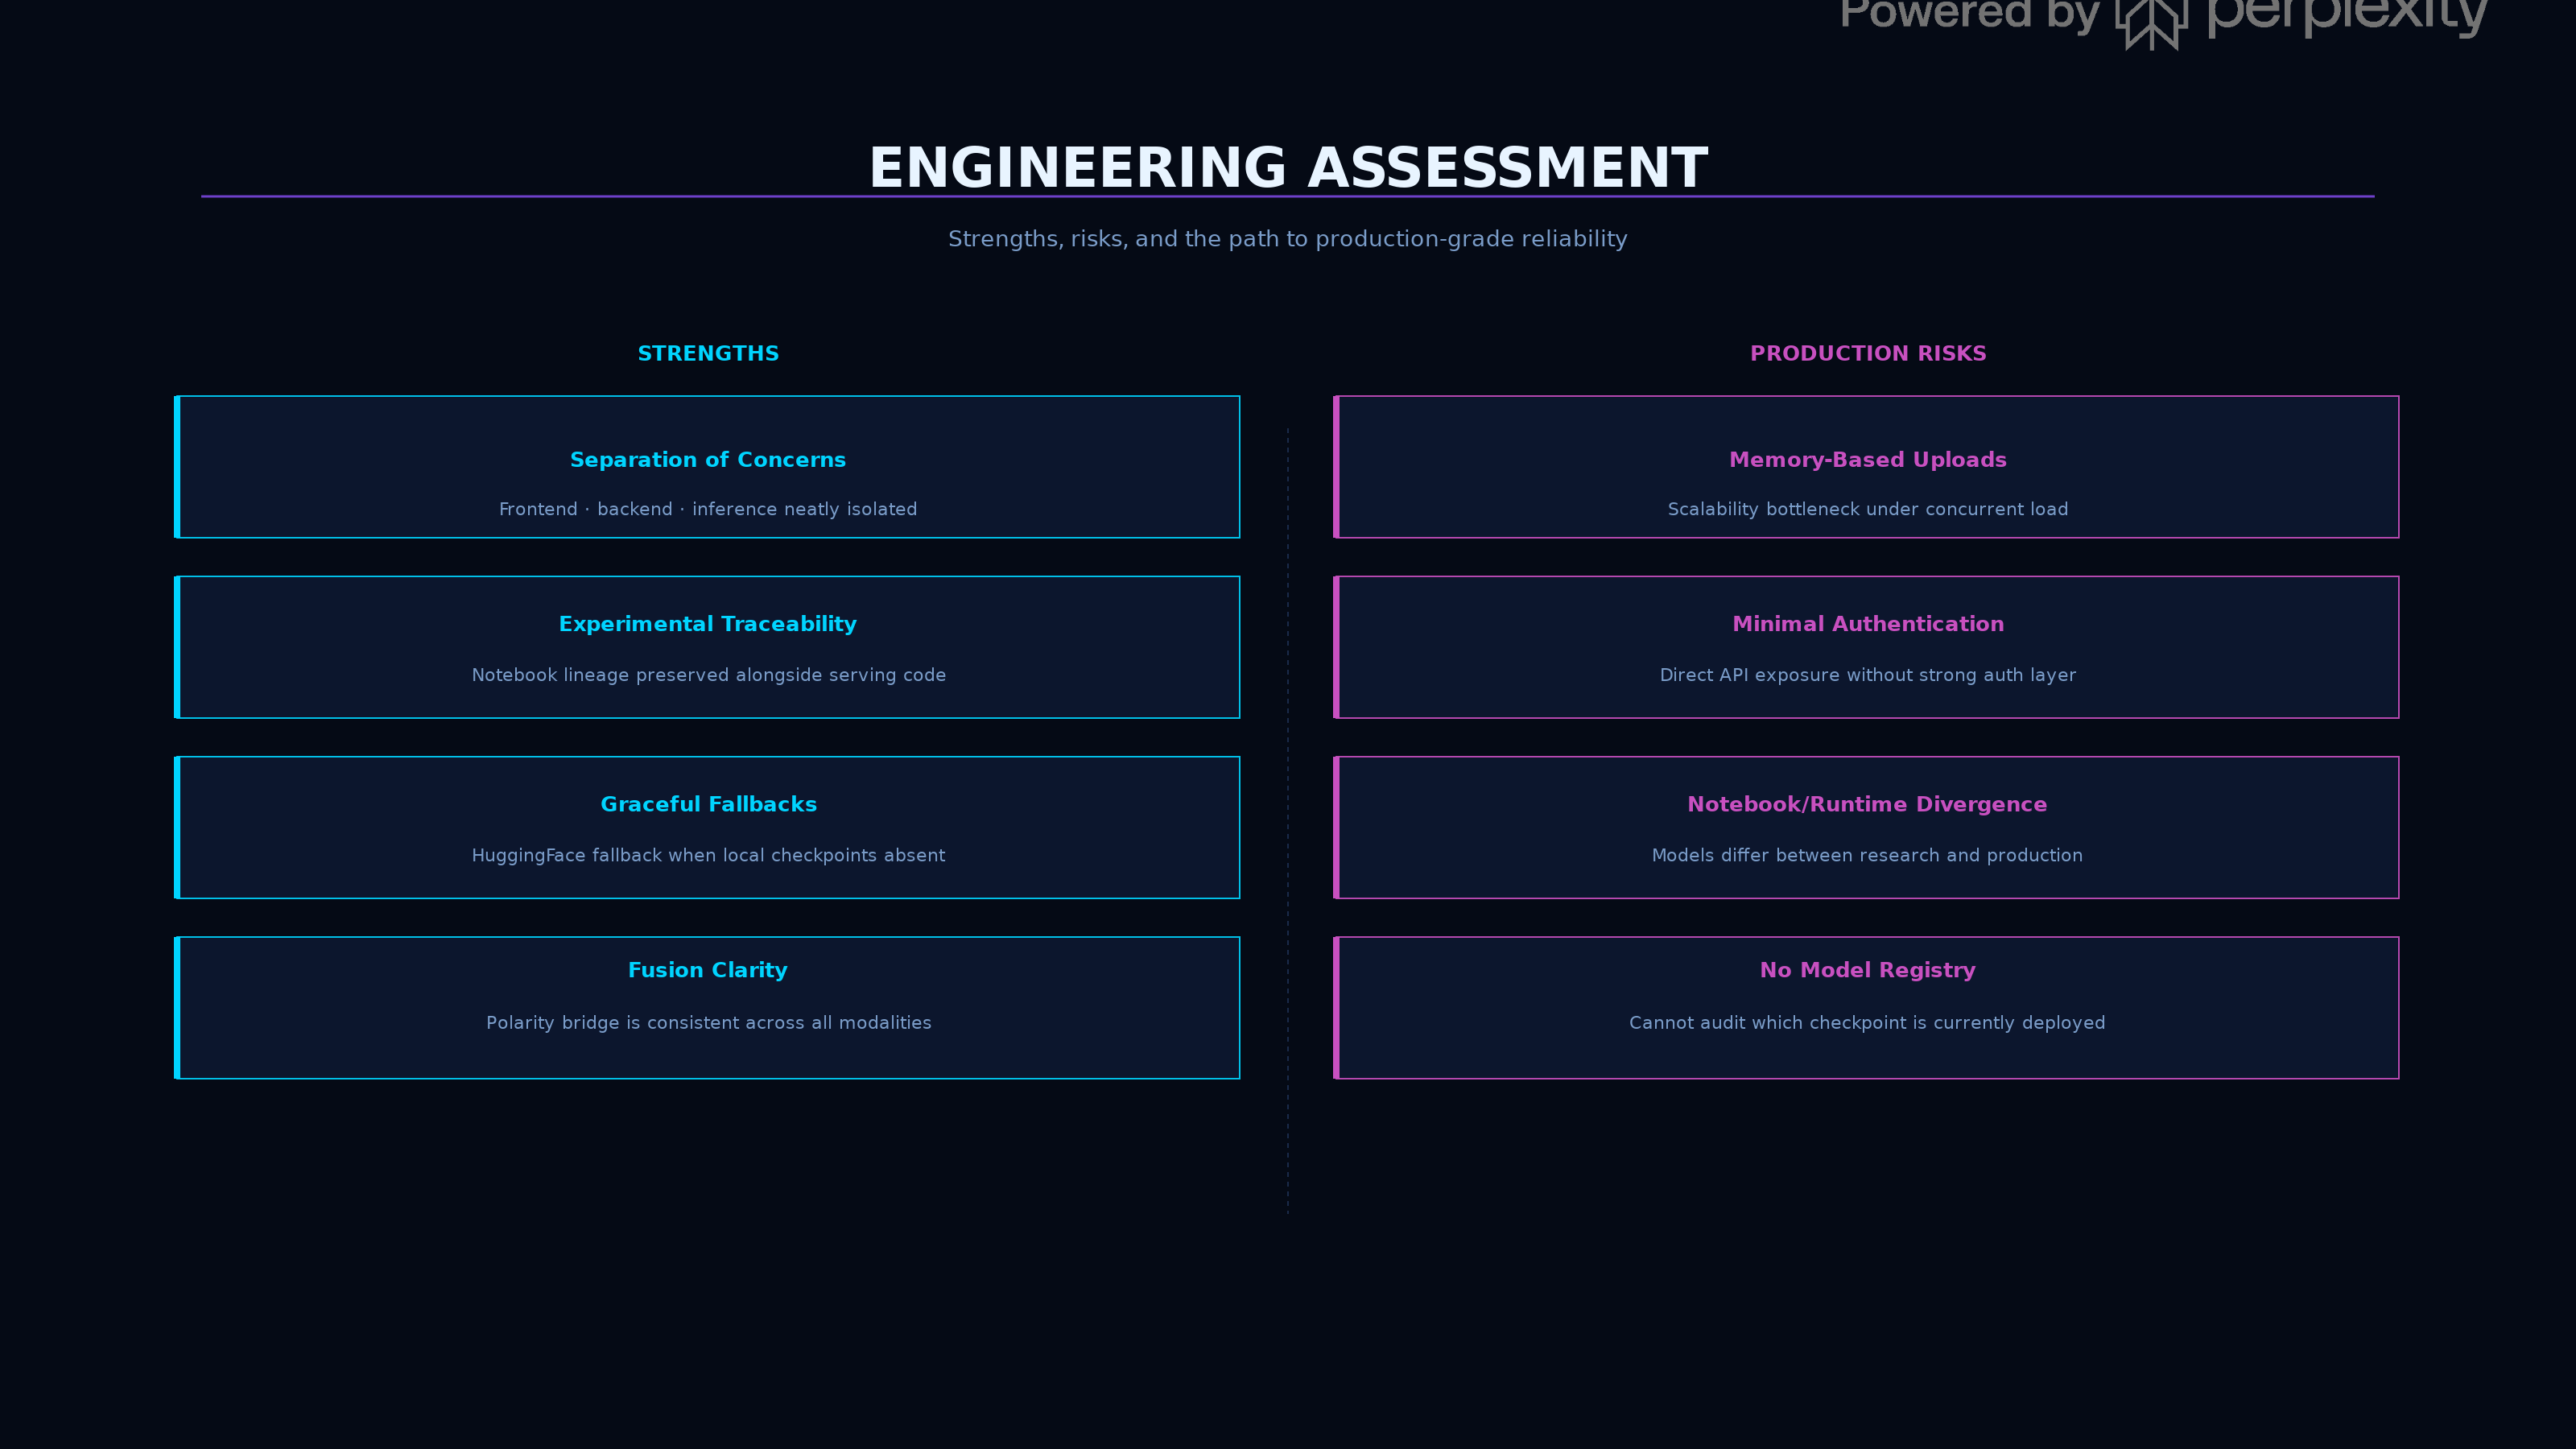 Powered by perplexity
ENGINEERING ASSESSMENT
Strengths, risks, and the path to production-grade reliability
STRENGTHS
Separation of Concerns
Frontend · backend · inference neatly isolated
Experimental Traceability
Notebook lineage preserved alongside serving code
Graceful Fallbacks
HuggingFace fallback when local checkpoints absent
Fusion Clarity
Polarity bridge is consistent across all modalities
PRODUCTION RISKS
Memory-Based Uploads
Scalability bottleneck under concurrent load
Minimal Authentication
Direct API exposure without strong auth layer
Notebook/Runtime Divergence
Models differ between research and production
No Model Registry
Cannot audit which checkpoint is currently deployed